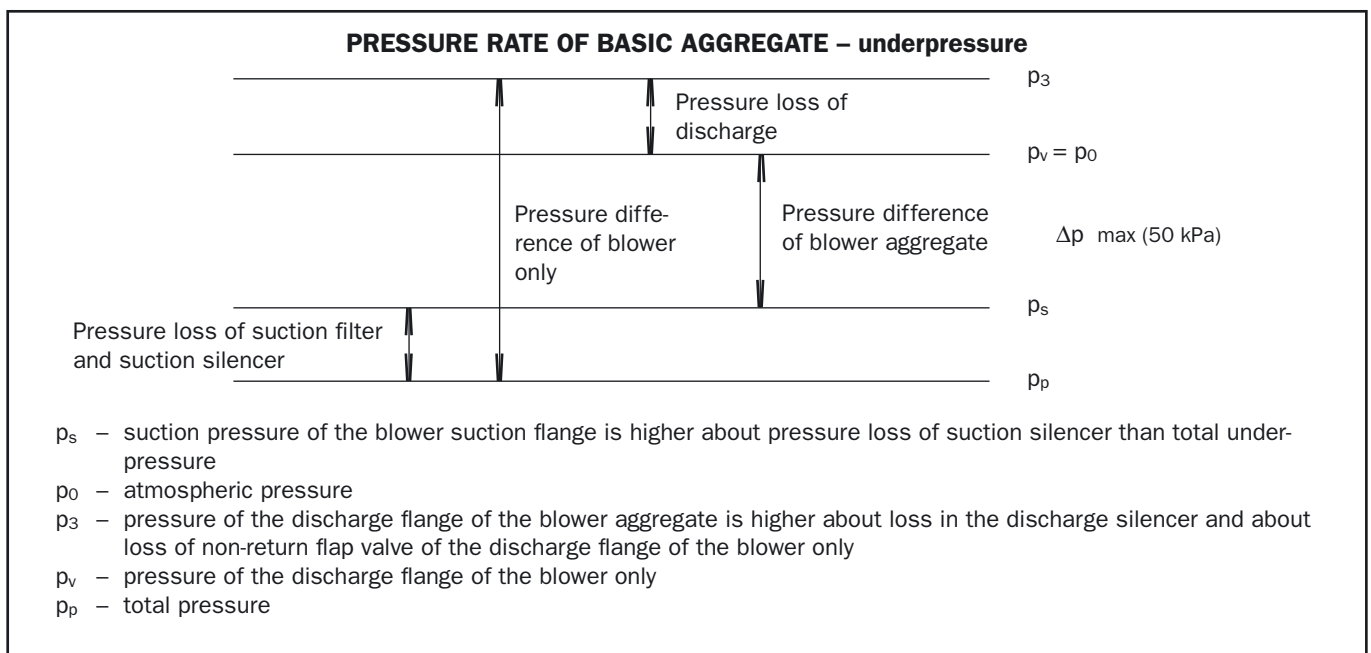 PRESSURE RATE OF BASIC AGGREGATE – underpressure
p3
Pressure loss of
discharge
pv = p0
Pressure diffe-
rence of blower
only
Pressure difference
of blower aggregate
Δp max (50 kPa)
ps
Pressure loss of suction filter
and suction silencer
pp
ps – suction pressure of the blower suction flange is higher about pressure loss of suction silencer than total under-
pressure
p0 – atmospheric pressure
p3 – pressure of the discharge flange of the blower aggregate is higher about loss in the discharge silencer and about
loss of non-return flap valve of the discharge flange of the blower only
pv – pressure of the discharge flange of the blower only
pp – total pressure